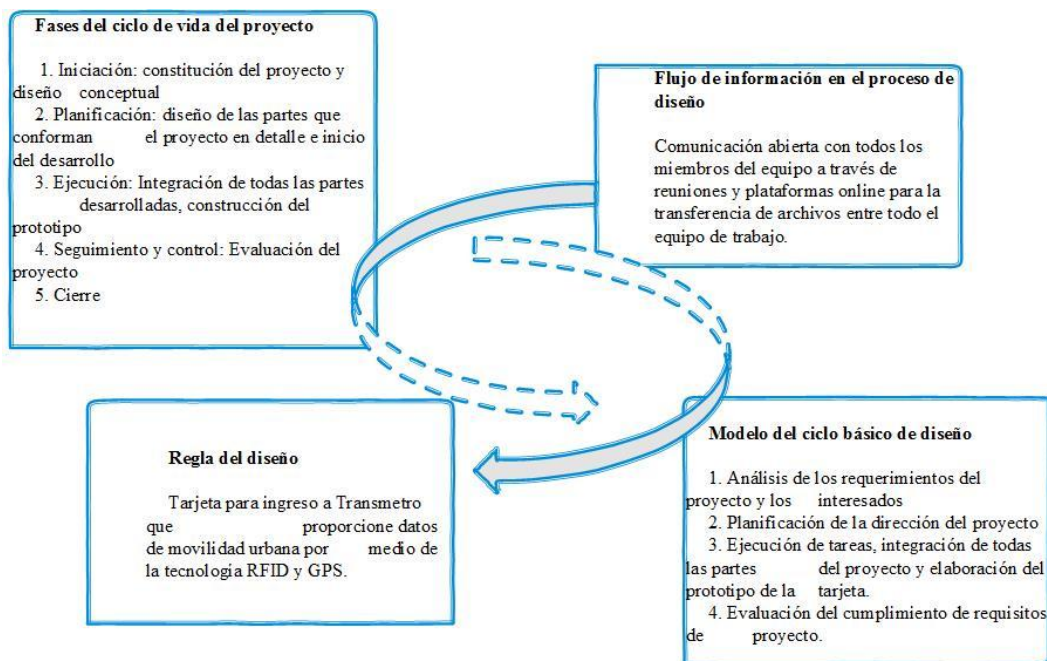 Fases del ciclo de vida del proyecto
1. Iniciación: constitución del proyecto y
diseño conceptual
2. Planificación: diseño de las partes que
conforman el proyecto en detalle e inicio
del desarrollo
3. Ejecución: Integración de todas las partes
desarrolladas, construcción del
prototipo
4. Seguimiento y control: Evaluación del
proyecto
5. Cierre
Flujo de información en el proceso de
diseño
Comunicación abierta con todos los
miembros del equipo a través de
reuniones y plataformas online para la
transferencia de archivos entre todo el
equipo de trabajo.
Regla del diseño
Tarjeta para ingreso a Transmetro
que proporcione datos
de movilidad urbana por medio de
la tecnología RFID y GPS.
Modelo del ciclo básico de diseño
1. Análisis de los requerimientos del
proyecto y los interesados
2. Planificación de la dirección del proyecto
3. Ejecución de tareas, integración de todas
las partes del proyecto y elaboración del
prototipo de la tarjeta.
4. Evaluación del cumplimiento de requisitos
de proyecto.